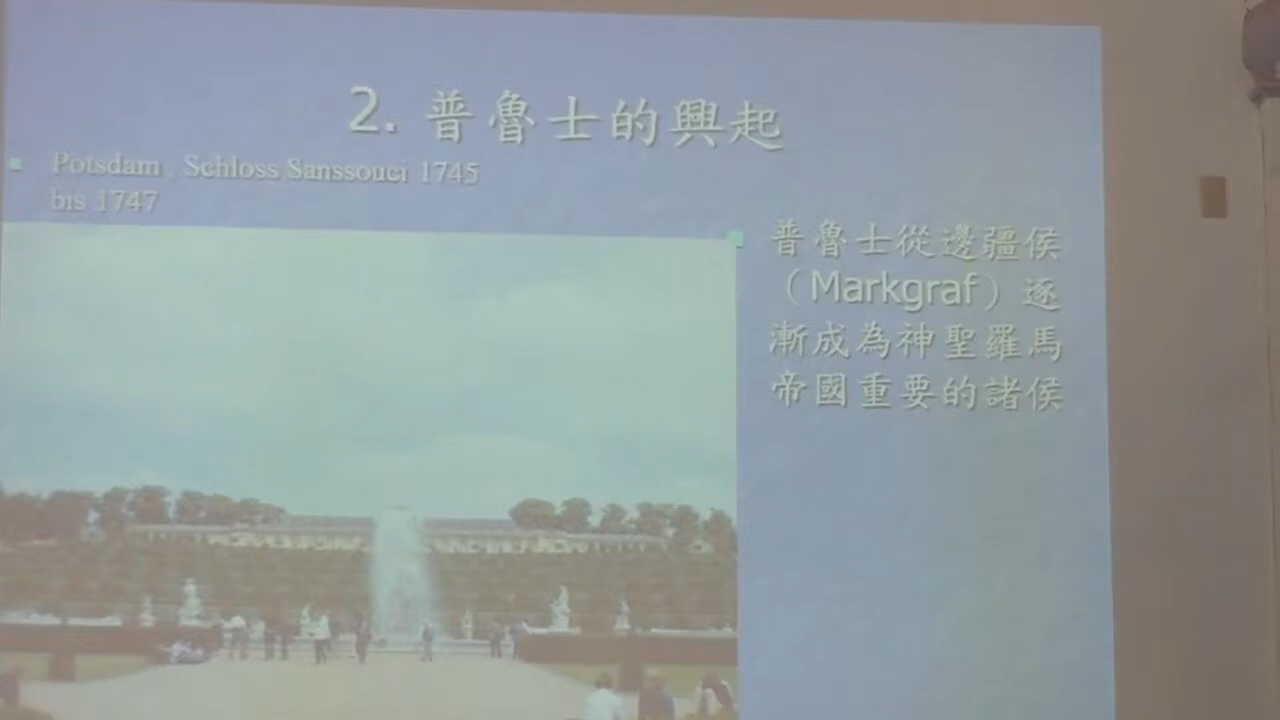 2. 普魯士的興起
Potsdam , Schloss Sanssouci 1745
bis 1747
普魯士從邊疆侯
（Markgraf）逐
漸成為神聖羅馬
帝國重要的諸侯